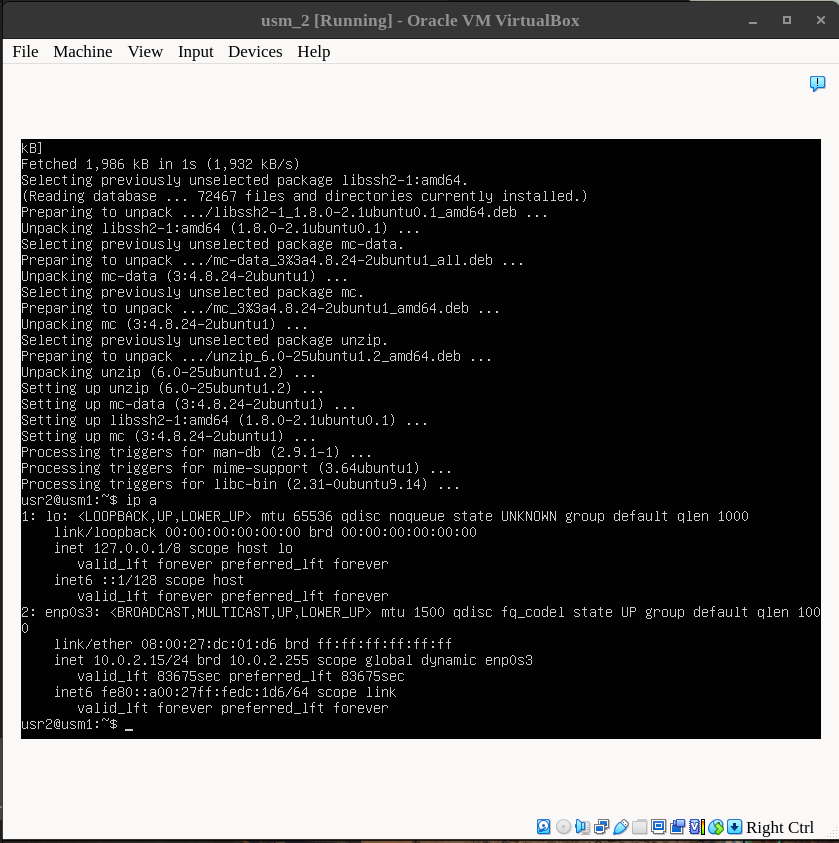 usm_2 [Running] - Oracle VM VirtualBox
File Machine View Input Devices Help
kB]
Fetched 1,986 kB in 1s (1,932 kB/s)
Selecting previously unselected package libssh2-1:amd64.
(Reading database ... 72467 files and directories currently installed.)
Preparing to unpack .../libssh2-1_1.8.0-2.1ubuntu0.1_amd64.deb ...
Unpacking libssh2-1:amd64 (1.8.0-2.1ubuntu0.1) ...
Selecting previously unselected package mc-data.
Preparing to unpack .../mc-data_3%3a4.8.24-2ubuntu1_all.deb ...
Unpacking mc-data (3:4.8.24-2ubuntu1) ...
Selecting previously unselected package mc.
Preparing to unpack .../mc_3%3a4.8.24-2ubuntu1_amd64.deb ...
Unpacking mc (3:4.8.24-2ubuntu1) ...
Selecting previously unselected package unzip.
Preparing to unpack .../unzip_6.0-25ubuntu1.2_amd64.deb ...
Unpacking unzip (6.0-25ubuntu1.2) ...
Setting up unzip (6.0-25ubuntu1.2) ...
Setting up mc-data (3:4.8.24-2ubuntu1) ...
Setting up libssh2-1:amd64 (1.8.0-2.1ubuntu0.1) ...
Setting up mc (3:4.8.24-2ubuntu1) ...
Processing triggers for man-db (2.9.1-1) ...
Processing triggers for mime-support (3.64ubuntu1) ...
Processing triggers for libc-bin (2.31-0ubuntu9.14) ...
usr2@usm1:~$ ip a
1: lo: <LOOPBACK,UP,LOWER_UP> mtu 65536 qdisc noqueue state UNKNOWN group default qlen 1000
    link/loopback 00:00:00:00:00:00 brd 00:00:00:00:00:00
    inet 127.0.0.1/8 scope host lo
       valid_lft forever preferred_lft forever
    inet6 ::1/128 scope host
       valid_lft forever preferred_lft forever
2: enp0s3: <BROADCAST,MULTICAST,UP,LOWER_UP> mtu 1500 qdisc fq_codel state UP group default qlen 100
0
    link/ether 08:00:27:dc:01:d6 brd ff:ff:ff:ff:ff:ff
    inet 10.0.2.15/24 brd 10.0.2.255 scope global dynamic enp0s3
       valid_lft 83675sec preferred_lft 83675sec
    inet6 fe80::a00:27ff:fedc:1d6/64 scope link
       valid_lft forever preferred_lft forever
usr2@usm1:~$ _
Right Ctrl